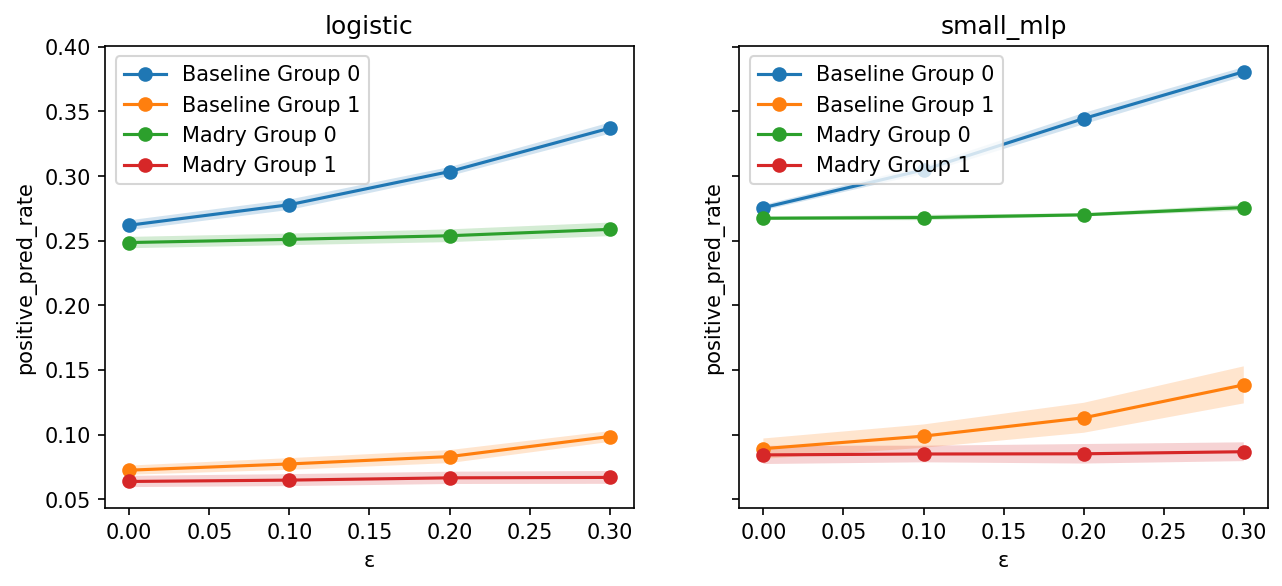 logistic
small_mlp
Baseline Group 0
Baseline Group 1
Madry Group 0
Madry Group 1
Baseline Group 0
Baseline Group 1
Madry Group 0
Madry Group 1
positive_pred_rate
0.40
0.35
0.30
0.25
0.20
0.15
0.10
0.05
0.00 0.05 0.10 0.15 0.20 0.25 0.30
ε
positive_pred_rate
0.00 0.05 0.10 0.15 0.20 0.25 0.30
ε